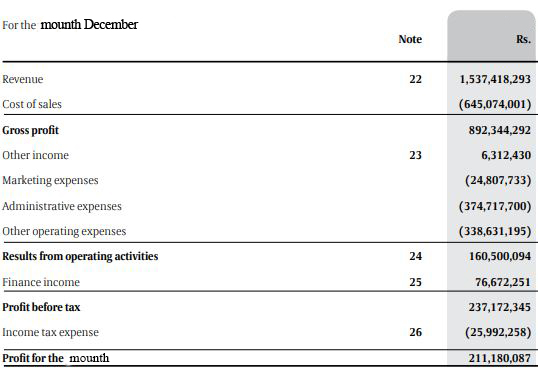 For the mounth December
Note Rs.
Revenue 22 1,537,418,293
Cost of sales (645,074,001)
Gross profit 892,344,292
Other income 23 6,312,430
Marketing expenses (24,807,733)
Administrative expenses (374,717,700)
Other operating expenses (338,631,195)
Results from operating activities 24 160,500,094
Finance income 25 76,672,251
Profit before tax 237,172,345
Income tax expense 26 (25,992,258)
Profit for the mounth 211,180,087